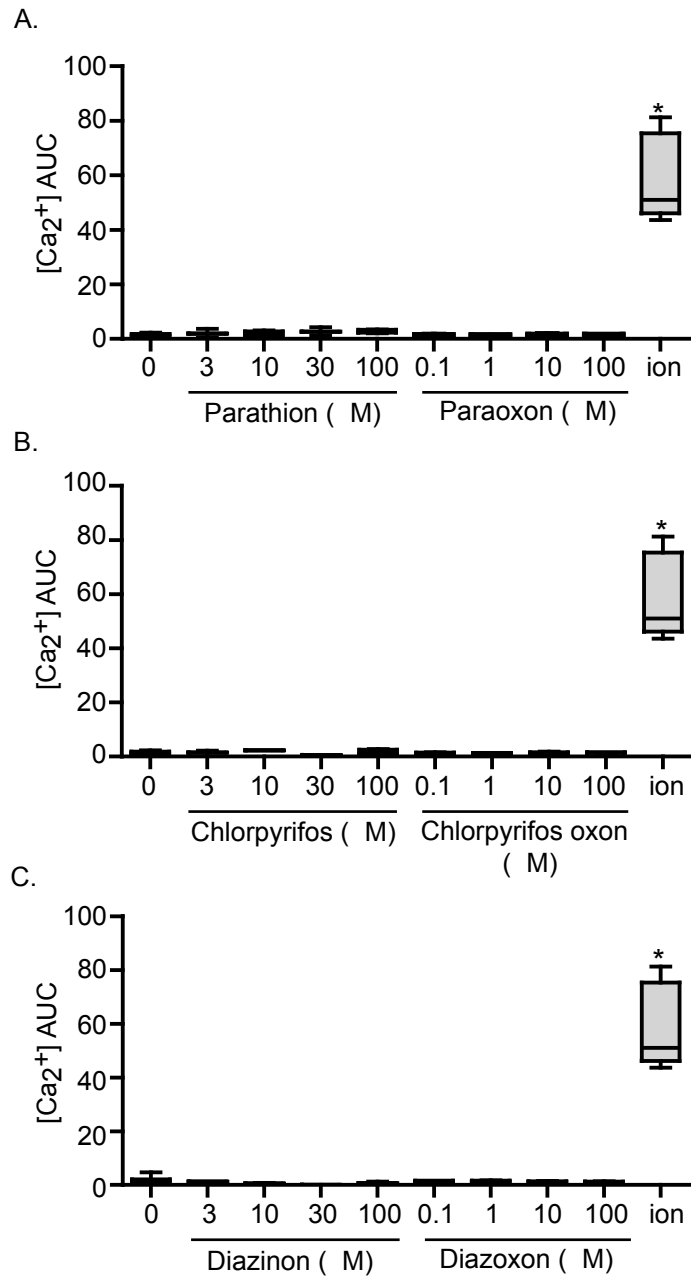 A.
100
80
60
40
20
0
[Ca2+] AUC
*
0 3 10 30 100 0.1 1 10 100 ion
Parathion ( M) Paraoxon ( M)
B.
100
80
60
40
20
0
[Ca2+] AUC
*
0 3 10 30 100 0.1 1 10 100 ion
Chlorpyrifos ( M) Chlorpyrifos oxon
( M)
C.
100
80
60
40
20
0
[Ca2+] AUC
*
0 3 10 30 100 0.1 1 10 100 ion
Diazinon ( M) Diazoxon ( M)